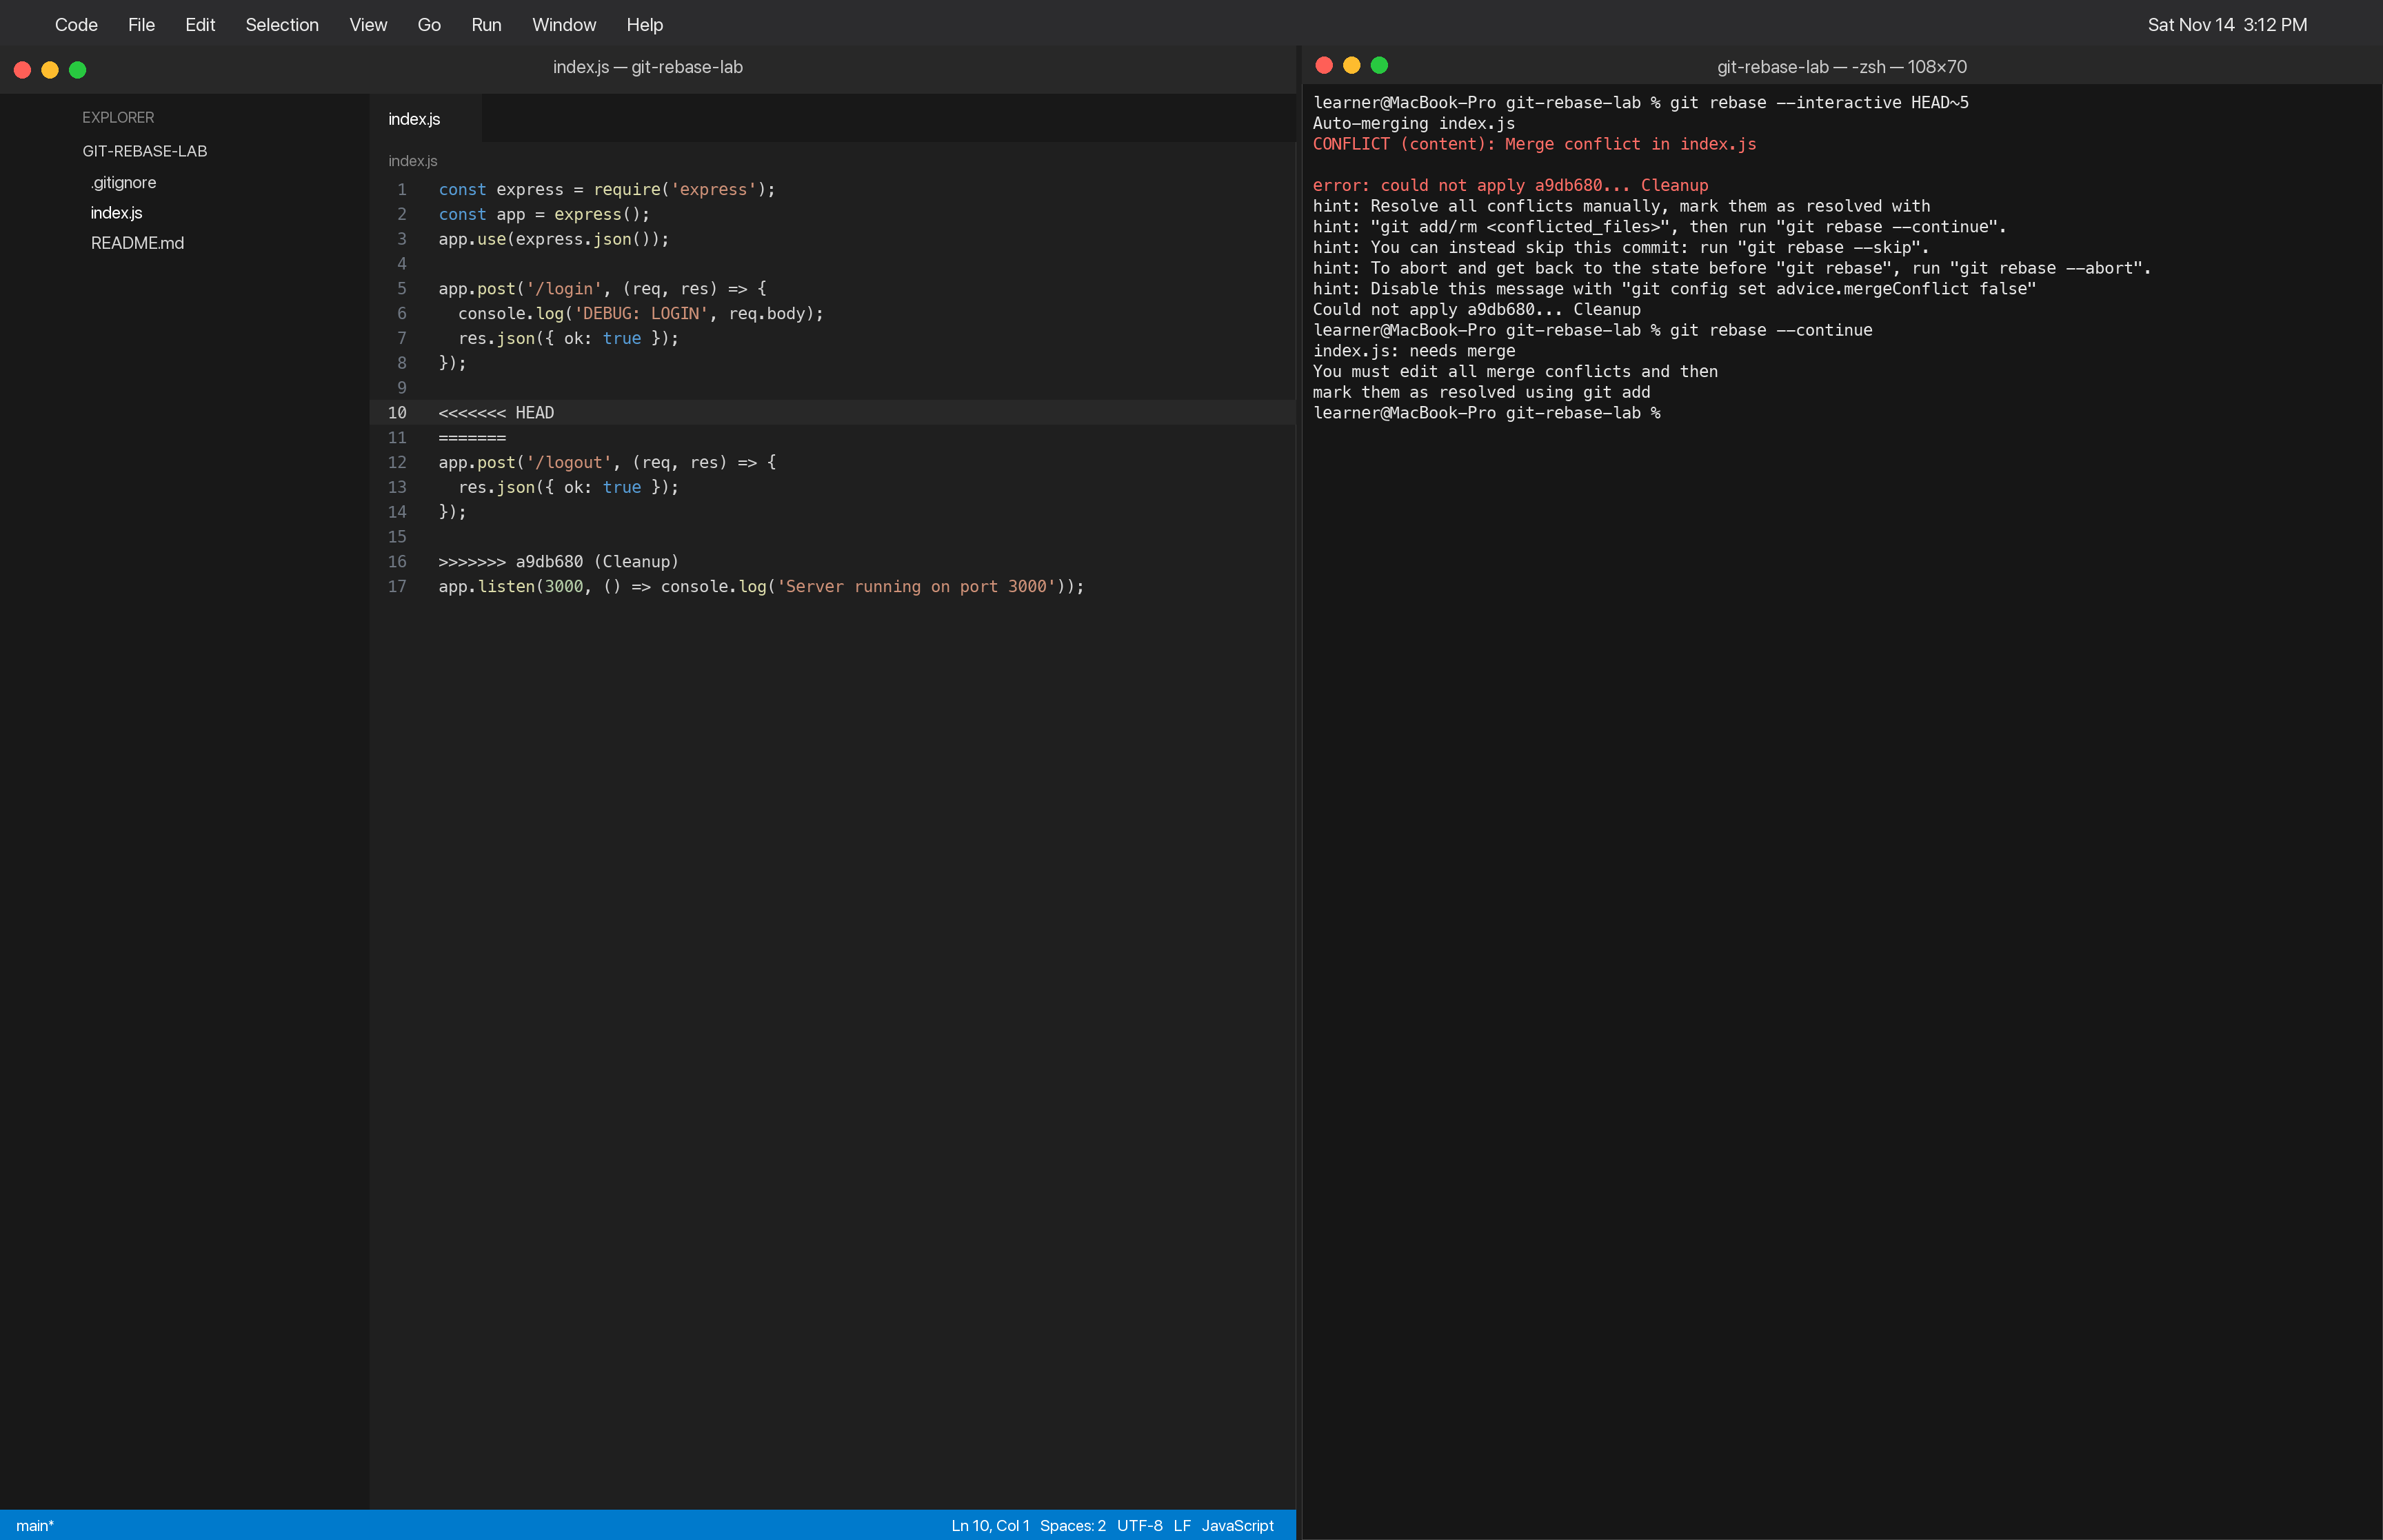 Code File Edit Selection View Go Run Window Help Sat Nov 14 3:12 PM
index.js — git-rebase-lab
EXPLORER
GIT-REBASE-LAB
.gitignore
index.js
README.md
index.js
index.js
1 const express = require('express');
2 const app = express();
3 app.use(express.json());
4
5 app.post('/login', (req, res) => {
6   console.log('DEBUG: LOGIN', req.body);
7   res.json({ ok: true });
8 });
9
10 <<<<<<< HEAD
11 =======
12 app.post('/logout', (req, res) => {
13   res.json({ ok: true });
14 });
15
16 >>>>>>> a9db680 (Cleanup)
17 app.listen(3000, () => console.log('Server running on port 3000'));
main* Ln 10, Col 1 Spaces: 2 UTF-8 LF JavaScript
git-rebase-lab — -zsh — 108×70
learner@MacBook-Pro git-rebase-lab % git rebase --interactive HEAD~5
Auto-merging index.js
CONFLICT (content): Merge conflict in index.js
error: could not apply a9db680... Cleanup
hint: Resolve all conflicts manually, mark them as resolved with
hint: "git add/rm <conflicted_files>", then run "git rebase --continue".
hint: You can instead skip this commit: run "git rebase --skip".
hint: To abort and get back to the state before "git rebase", run "git rebase --abort".
hint: Disable this message with "git config set advice.mergeConflict false"
Could not apply a9db680... Cleanup
learner@MacBook-Pro git-rebase-lab % git rebase --continue
index.js: needs merge
You must edit all merge conflicts and then
mark them as resolved using git add
learner@MacBook-Pro git-rebase-lab %